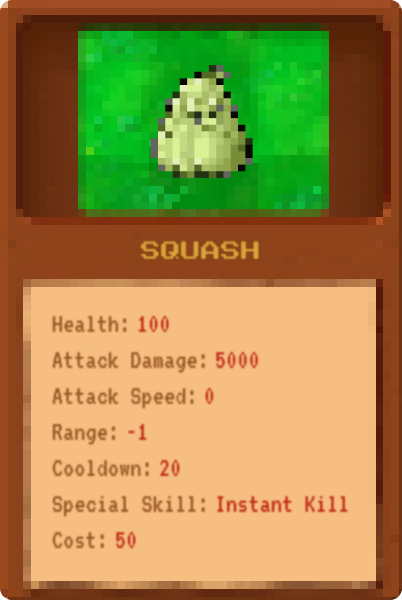 SQUASH
Health: 100
Attack Damage: 5000
Attack Speed: 0
Range: -1
Cooldown: 20
Special Skill: Instant Kill
Cost: 50